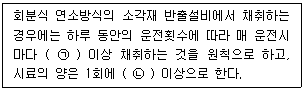 회분식 연소방식의 소각재 반출설비에서 채취하는
경우에는 하루 동안의 운전횟수에 따라 매 운전시
마다 ( ㉠ ) 이상 채취하는 것을 원칙으로 하고,
시료의 양은 1회에 ( ㉡ ) 이상으로 한다.